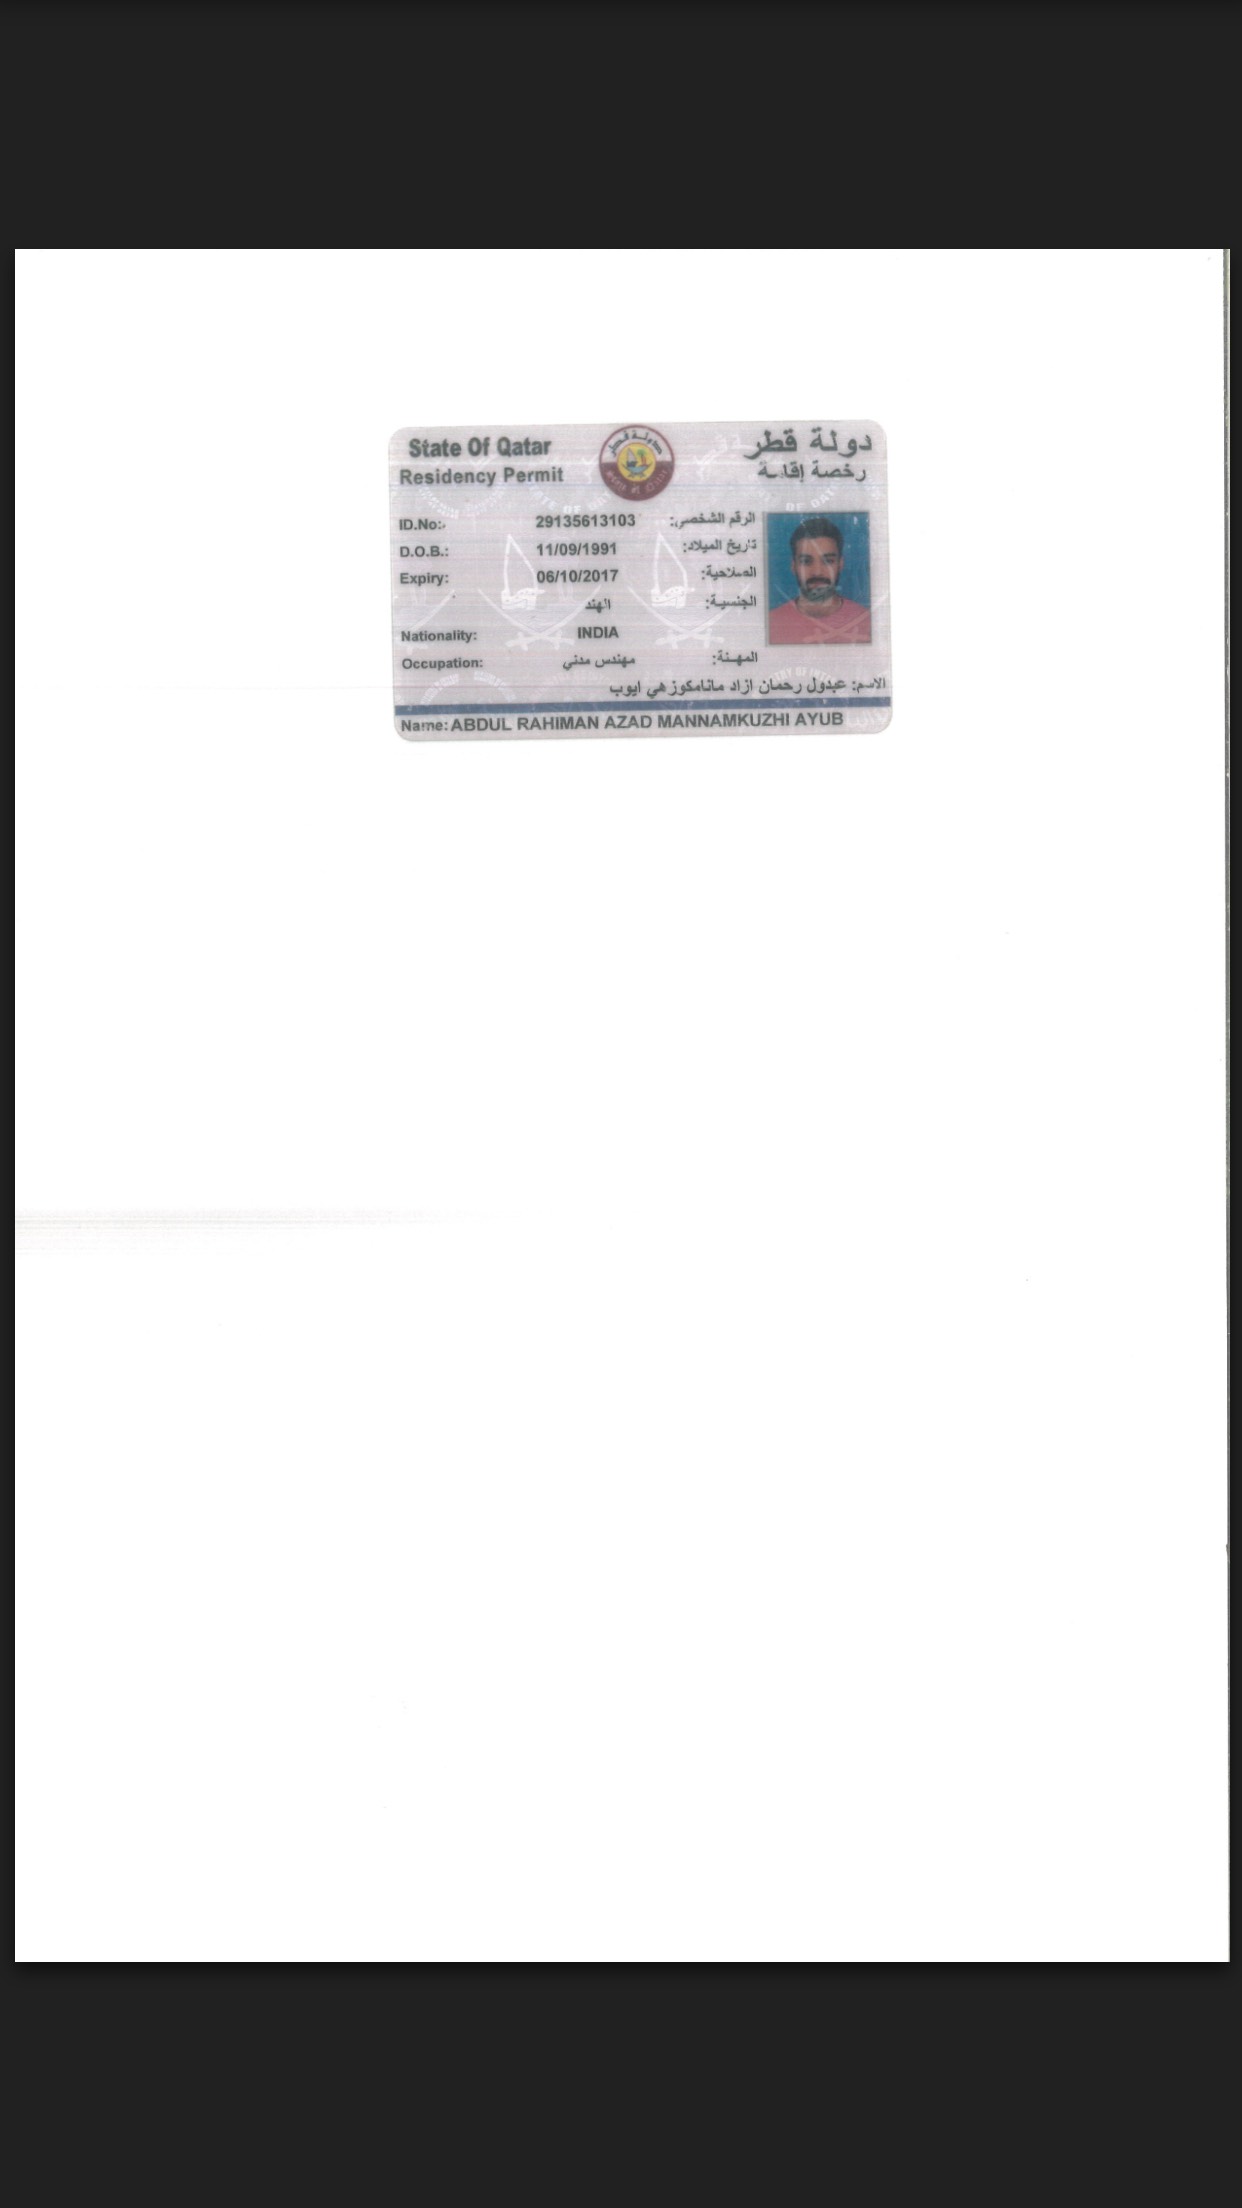 State Of Qatar
دولة قطر
Residency Permit
رخصة إقامة
ID.No:
29135613103
الرقم الشخصي:
D.O.B.:
11/09/1991
تاريخ الميلاد:
Expiry:
06/10/2017
الصلاحية:
الهند
الجنسية:
Nationality:
INDIA
Occupation:
مهندس مدني
المهنة:
الاسم: عبدول رحمان ازاد مانامكوزهي ايوب
Name: ABDUL RAHIMAN AZAD MANNAMKUZHI AYUB